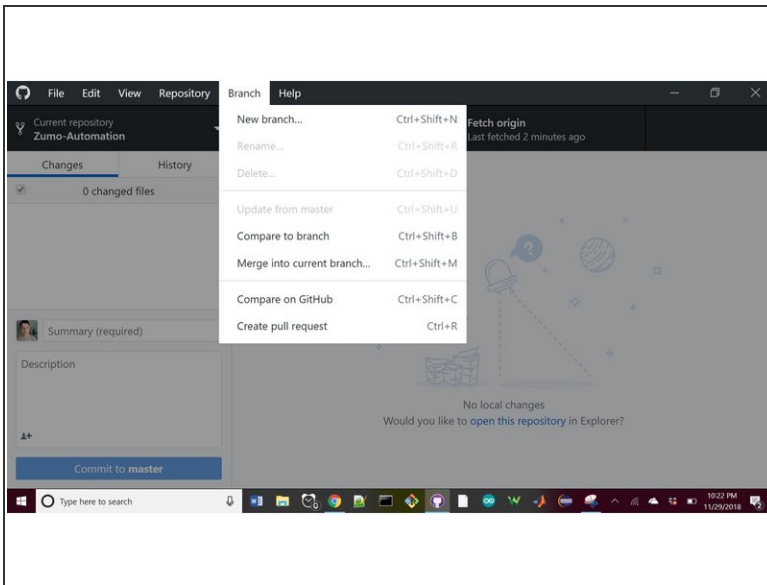 File Edit View Repository Branch Help
Current repository
Zumo-Automation
Fetch origin
Last fetched 2 minutes ago
New branch... Ctrl+Shift+N
Rename... Ctrl+Shift+R
Delete... Ctrl+Shift+D
Update from master Ctrl+Shift+U
Compare to branch Ctrl+Shift+B
Merge into current branch... Ctrl+Shift+M
Compare on GitHub Ctrl+Shift+C
Create pull request Ctrl+R
Changes History
0 changed files
Summary (required)
Description
Commit to master
No local changes
Would you like to open this repository in Explorer?
Type here to search
10:22 PM
11/29/2018
2